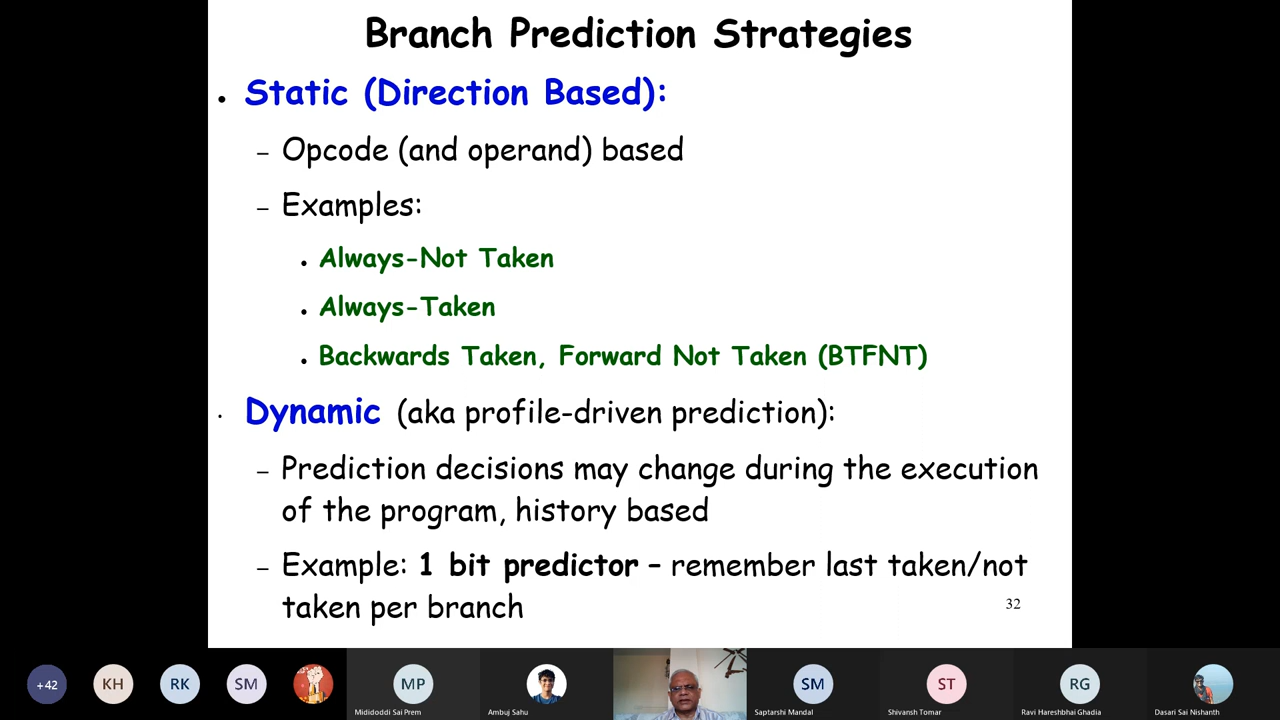 Branch Prediction Strategies
• Static (Direction Based):
– Opcode (and operand) based
– Examples:
• Always-Not Taken
• Always-Taken
• Backwards Taken, Forward Not Taken (BTFNT)
• Dynamic (aka profile-driven prediction):
– Prediction decisions may change during the execution
of the program, history based
– Example: 1 bit predictor – remember last taken/not
taken per branch
32
+42 KH RK SM MP SM ST RG
Mididoddi Sai Prem Ambuj Sahu Saptarshi Mandal Shivansh Tomar Ravi Hareshbhai Ghadia Dasari Sai Nishanth